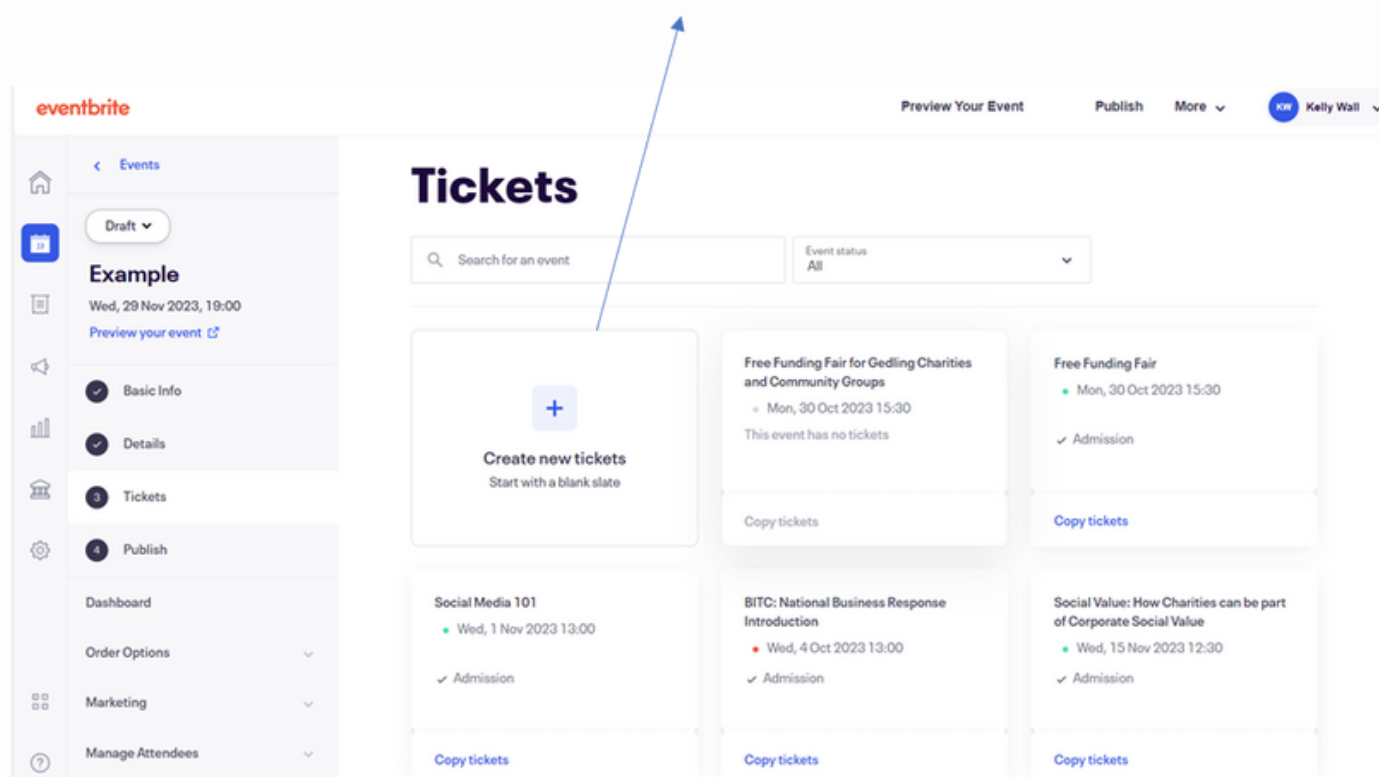 eventbrite
Preview Your Event
Publish
More
KW
Kelly Wall
Events
Draft
Example
Wed, 29 Nov 2023, 19:00
Preview your event
Basic Info
Details
3 Tickets
4 Publish
Dashboard
Order Options
Marketing
Manage Attendees
Tickets
Search for an event
Event status
All
+
Create new tickets
Start with a blank slate
Free Funding Fair for Gedling Charities
and Community Groups
Mon, 30 Oct 2023 15:30
This event has no tickets
Copy tickets
Free Funding Fair
Mon, 30 Oct 2023 15:30
Admission
Copy tickets
Social Media 101
Wed, 1 Nov 2023 13:00
Admission
Copy tickets
BITC: National Business Response
Introduction
Wed, 4 Oct 2023 13:00
Admission
Copy tickets
Social Value: How Charities can be part
of Corporate Social Value
Wed, 15 Nov 2023 12:30
Admission
Copy tickets